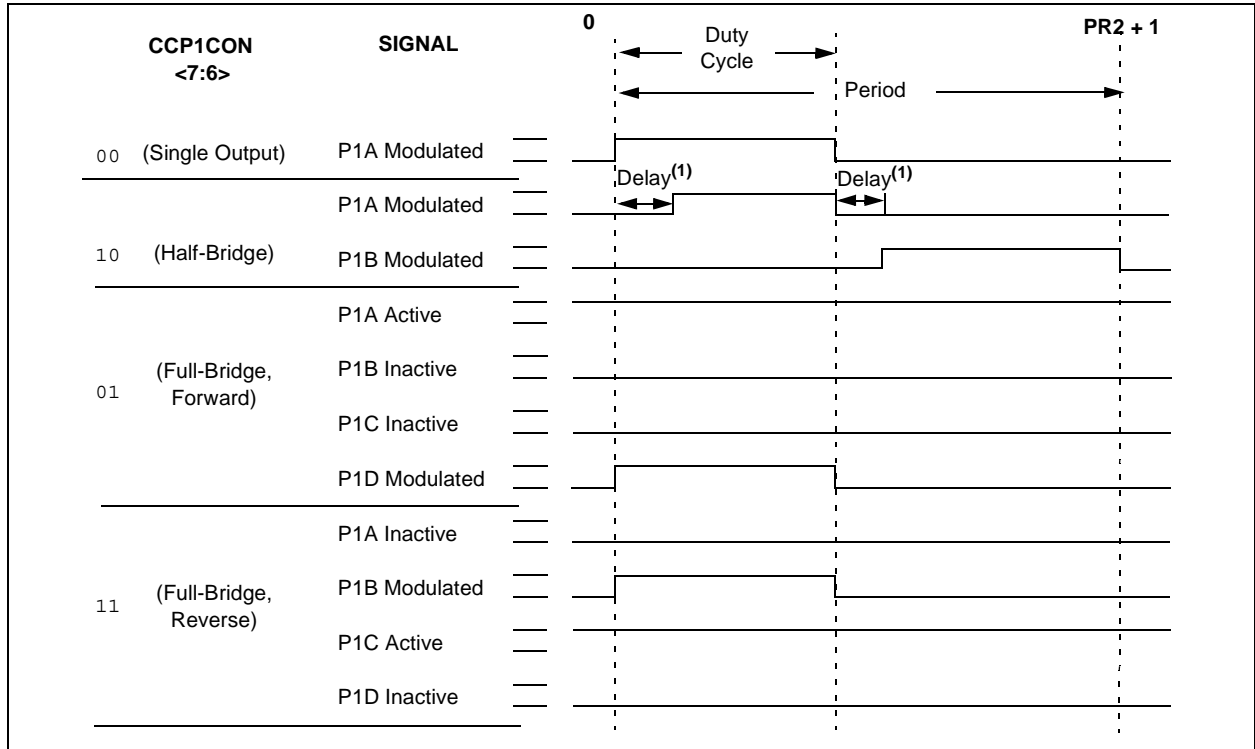 CCP1CON
<7:6>
SIGNAL
0
PR2 + 1
Duty
Cycle
Period
00 (Single Output) P1A Modulated
Delay(1) Delay(1)
P1A Modulated
10 (Half-Bridge) P1B Modulated
P1A Active
01 (Full-Bridge,
Forward)
P1B Inactive
P1C Inactive
P1D Modulated
P1A Inactive
11 (Full-Bridge,
Reverse)
P1B Modulated
P1C Active
P1D Inactive